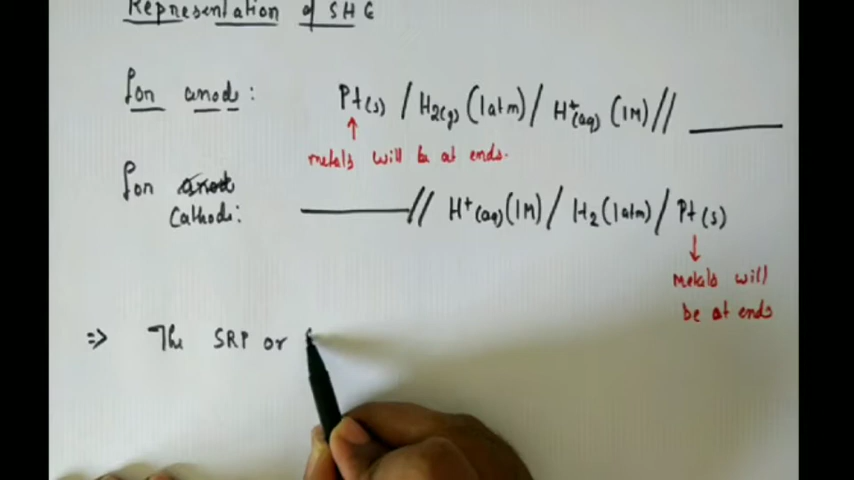 Representation of SHE
for anode: Pt(s) / H₂(g) (1atm) / H⁺(aq) (1M) //
metals will be at ends.
for
Cathode: // H⁺(aq) (1M) / H₂ (1atm) / Pt (s)
Metals will
be at ends
⇒ The SRP or